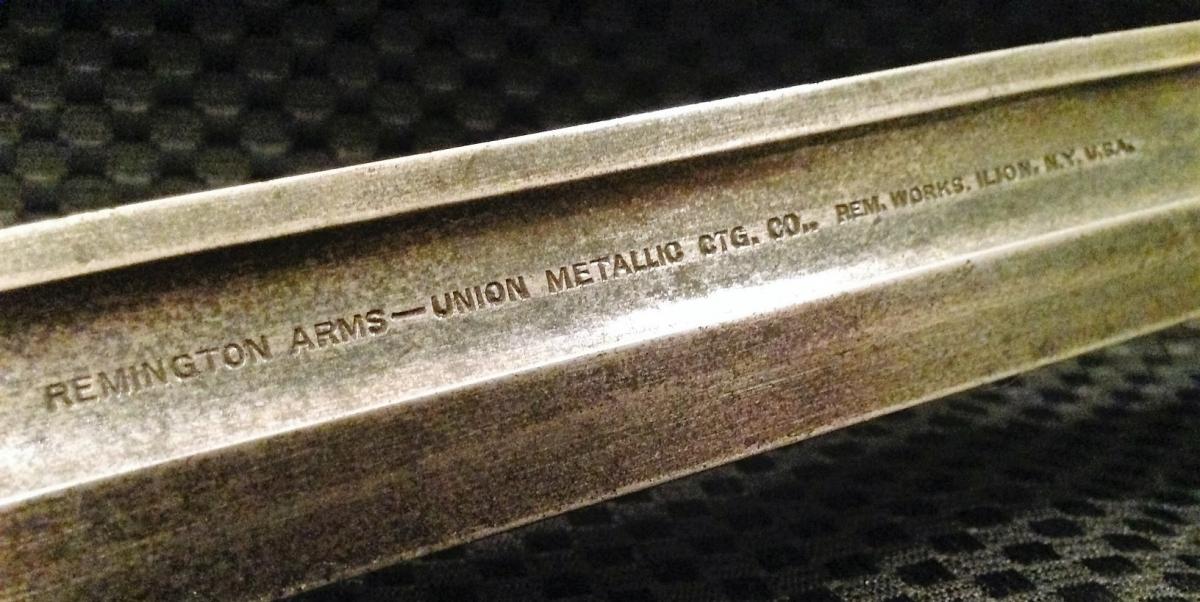 REMINGTON ARMS—UNION METALLIC CTG. CO., REM. WORKS. ILION, N.Y. U.S.A.